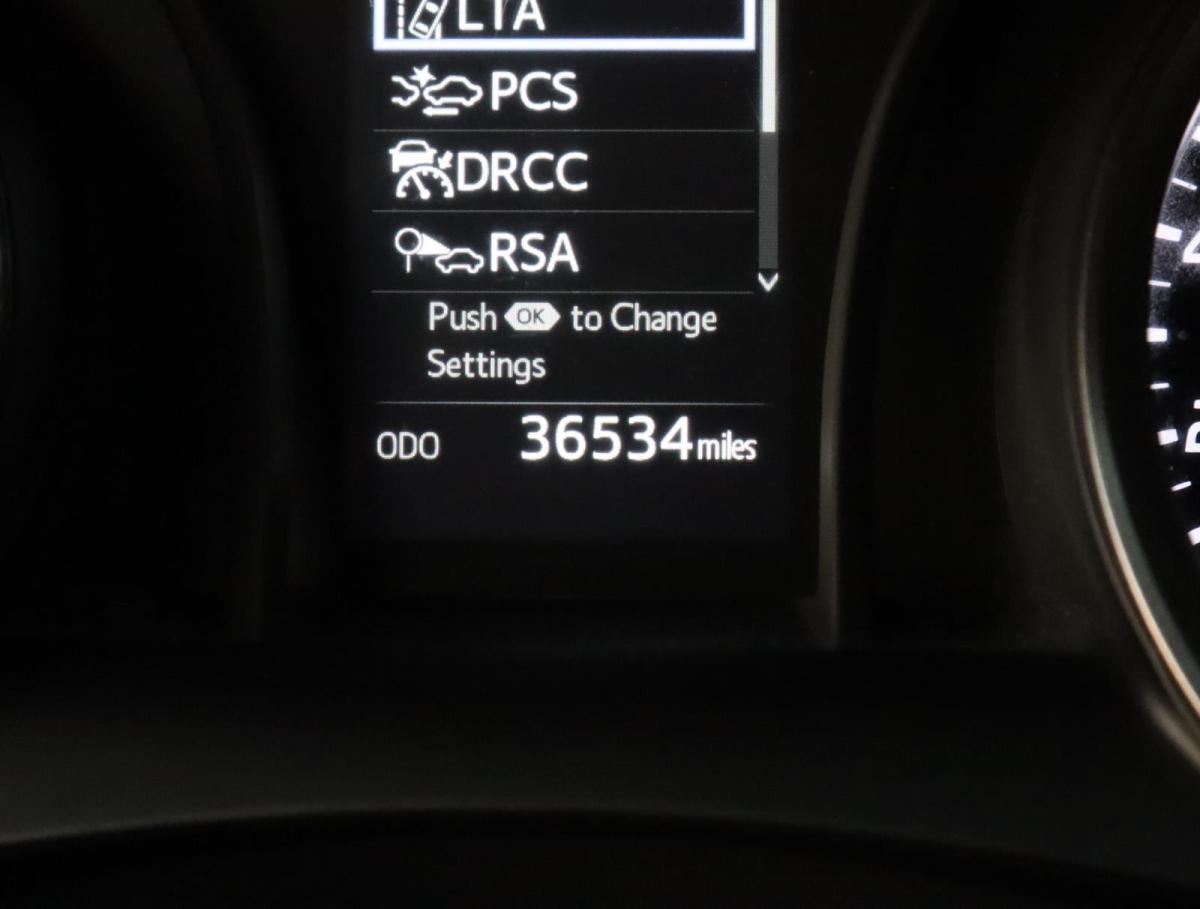 LTA
PCS
DRCC
RSA
Push OK to Change
Settings
ODO 36534 miles